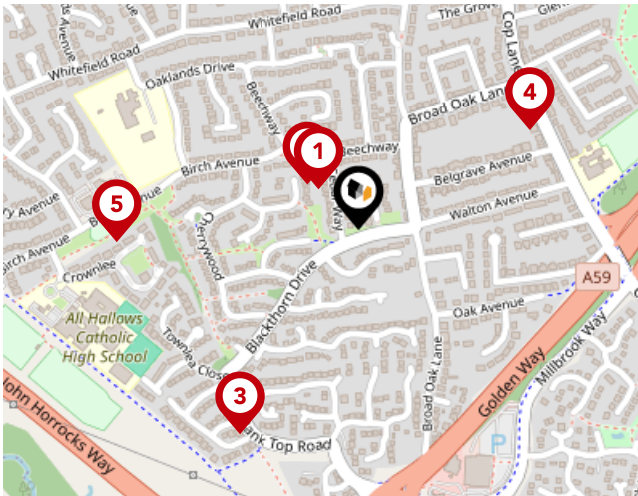 Whitefield Road
The Grove
Cop Lane
Whitefield Road
Oaklands Drive
Beechway
Broad Oak Lane
4
1
Beechway
Birch Avenue
Belgrave Avenue
5
Avenue
Walton Avenue
Way
Birch Avenue
Cherrywood
Crownlee
A59
All Hallows
Catholic
High School
Blackthorn Drive
Oak Avenue
Townlea Close
Millbrook Way
Broad Oak Lane
Golden Way
3
Bank Top Road
John Horrocks Way
P